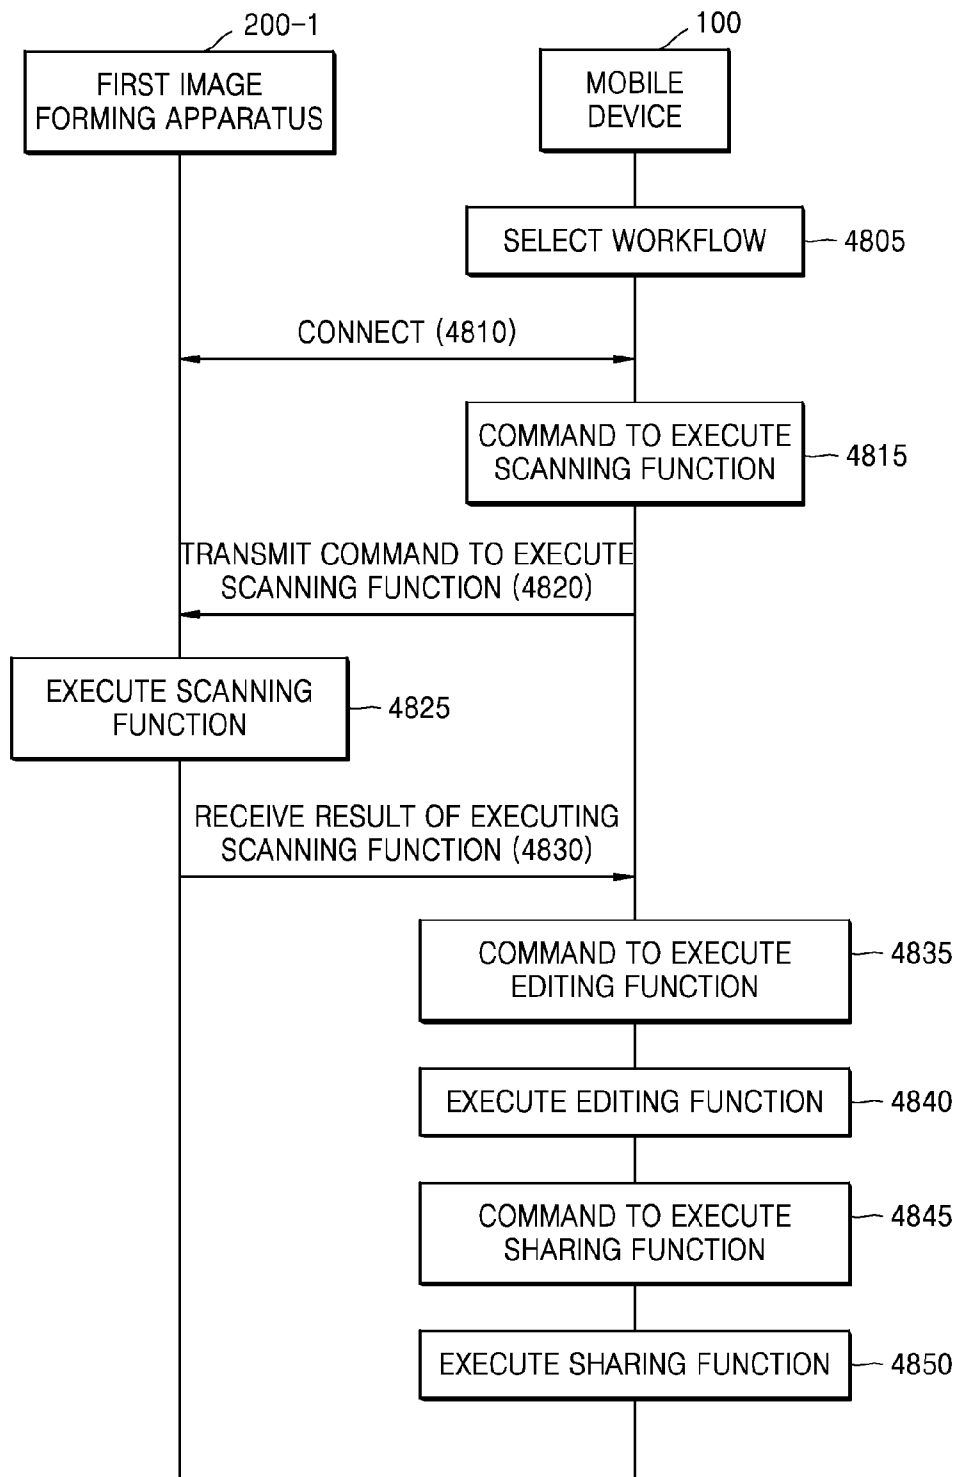 200-1
100
FIRST IMAGE
FORMING APPARATUS
MOBILE
DEVICE
SELECT WORKFLOW
4805
CONNECT (4810)
COMMAND TO EXECUTE
SCANNING FUNCTION
4815
TRANSMIT COMMAND TO EXECUTE
SCANNING FUNCTION (4820)
EXECUTE SCANNING
FUNCTION
4825
RECEIVE RESULT OF EXECUTING
SCANNING FUNCTION (4830)
COMMAND TO EXECUTE
EDITING FUNCTION
4835
EXECUTE EDITING FUNCTION
4840
COMMAND TO EXECUTE
SHARING FUNCTION
4845
EXECUTE SHARING FUNCTION
4850